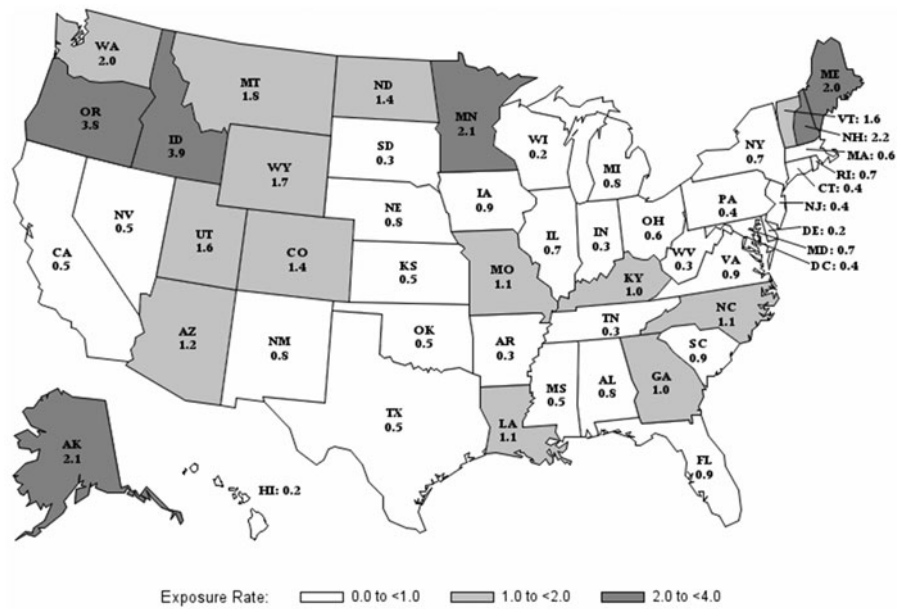 WA
2.0
MT
1.8
ND
1.4
MN
2.1
ME
2.0
VT: 1.6
NH: 2.2
MA: 0.6
RI: 0.7
CT: 0.4
NJ: 0.4
DE: 0.2
MD: 0.7
DC: 0.4
OR
3.8
ID
3.9
WY
1.7
SD
0.3
WI
0.2
MI
0.8
NY
0.7
NV
0.5
CA
0.5
UT
1.6
CO
1.4
NE
0.8
IA
0.9
IL
0.7
IN
0.3
OH
0.6
PA
0.4
WV
0.3
VA
0.9
KS
0.5
MO
1.1
KY
1.0
AZ
1.2
NM
0.8
OK
0.5
AR
0.3
TN
0.3
NC
1.1
SC
0.9
TX
0.5
LA
1.1
MS
0.5
AL
0.8
GA
1.0
FL
0.9
AK
2.1
HI: 0.2
Exposure Rate: 0.0 to <1.0 1.0 to <2.0 2.0 to <4.0